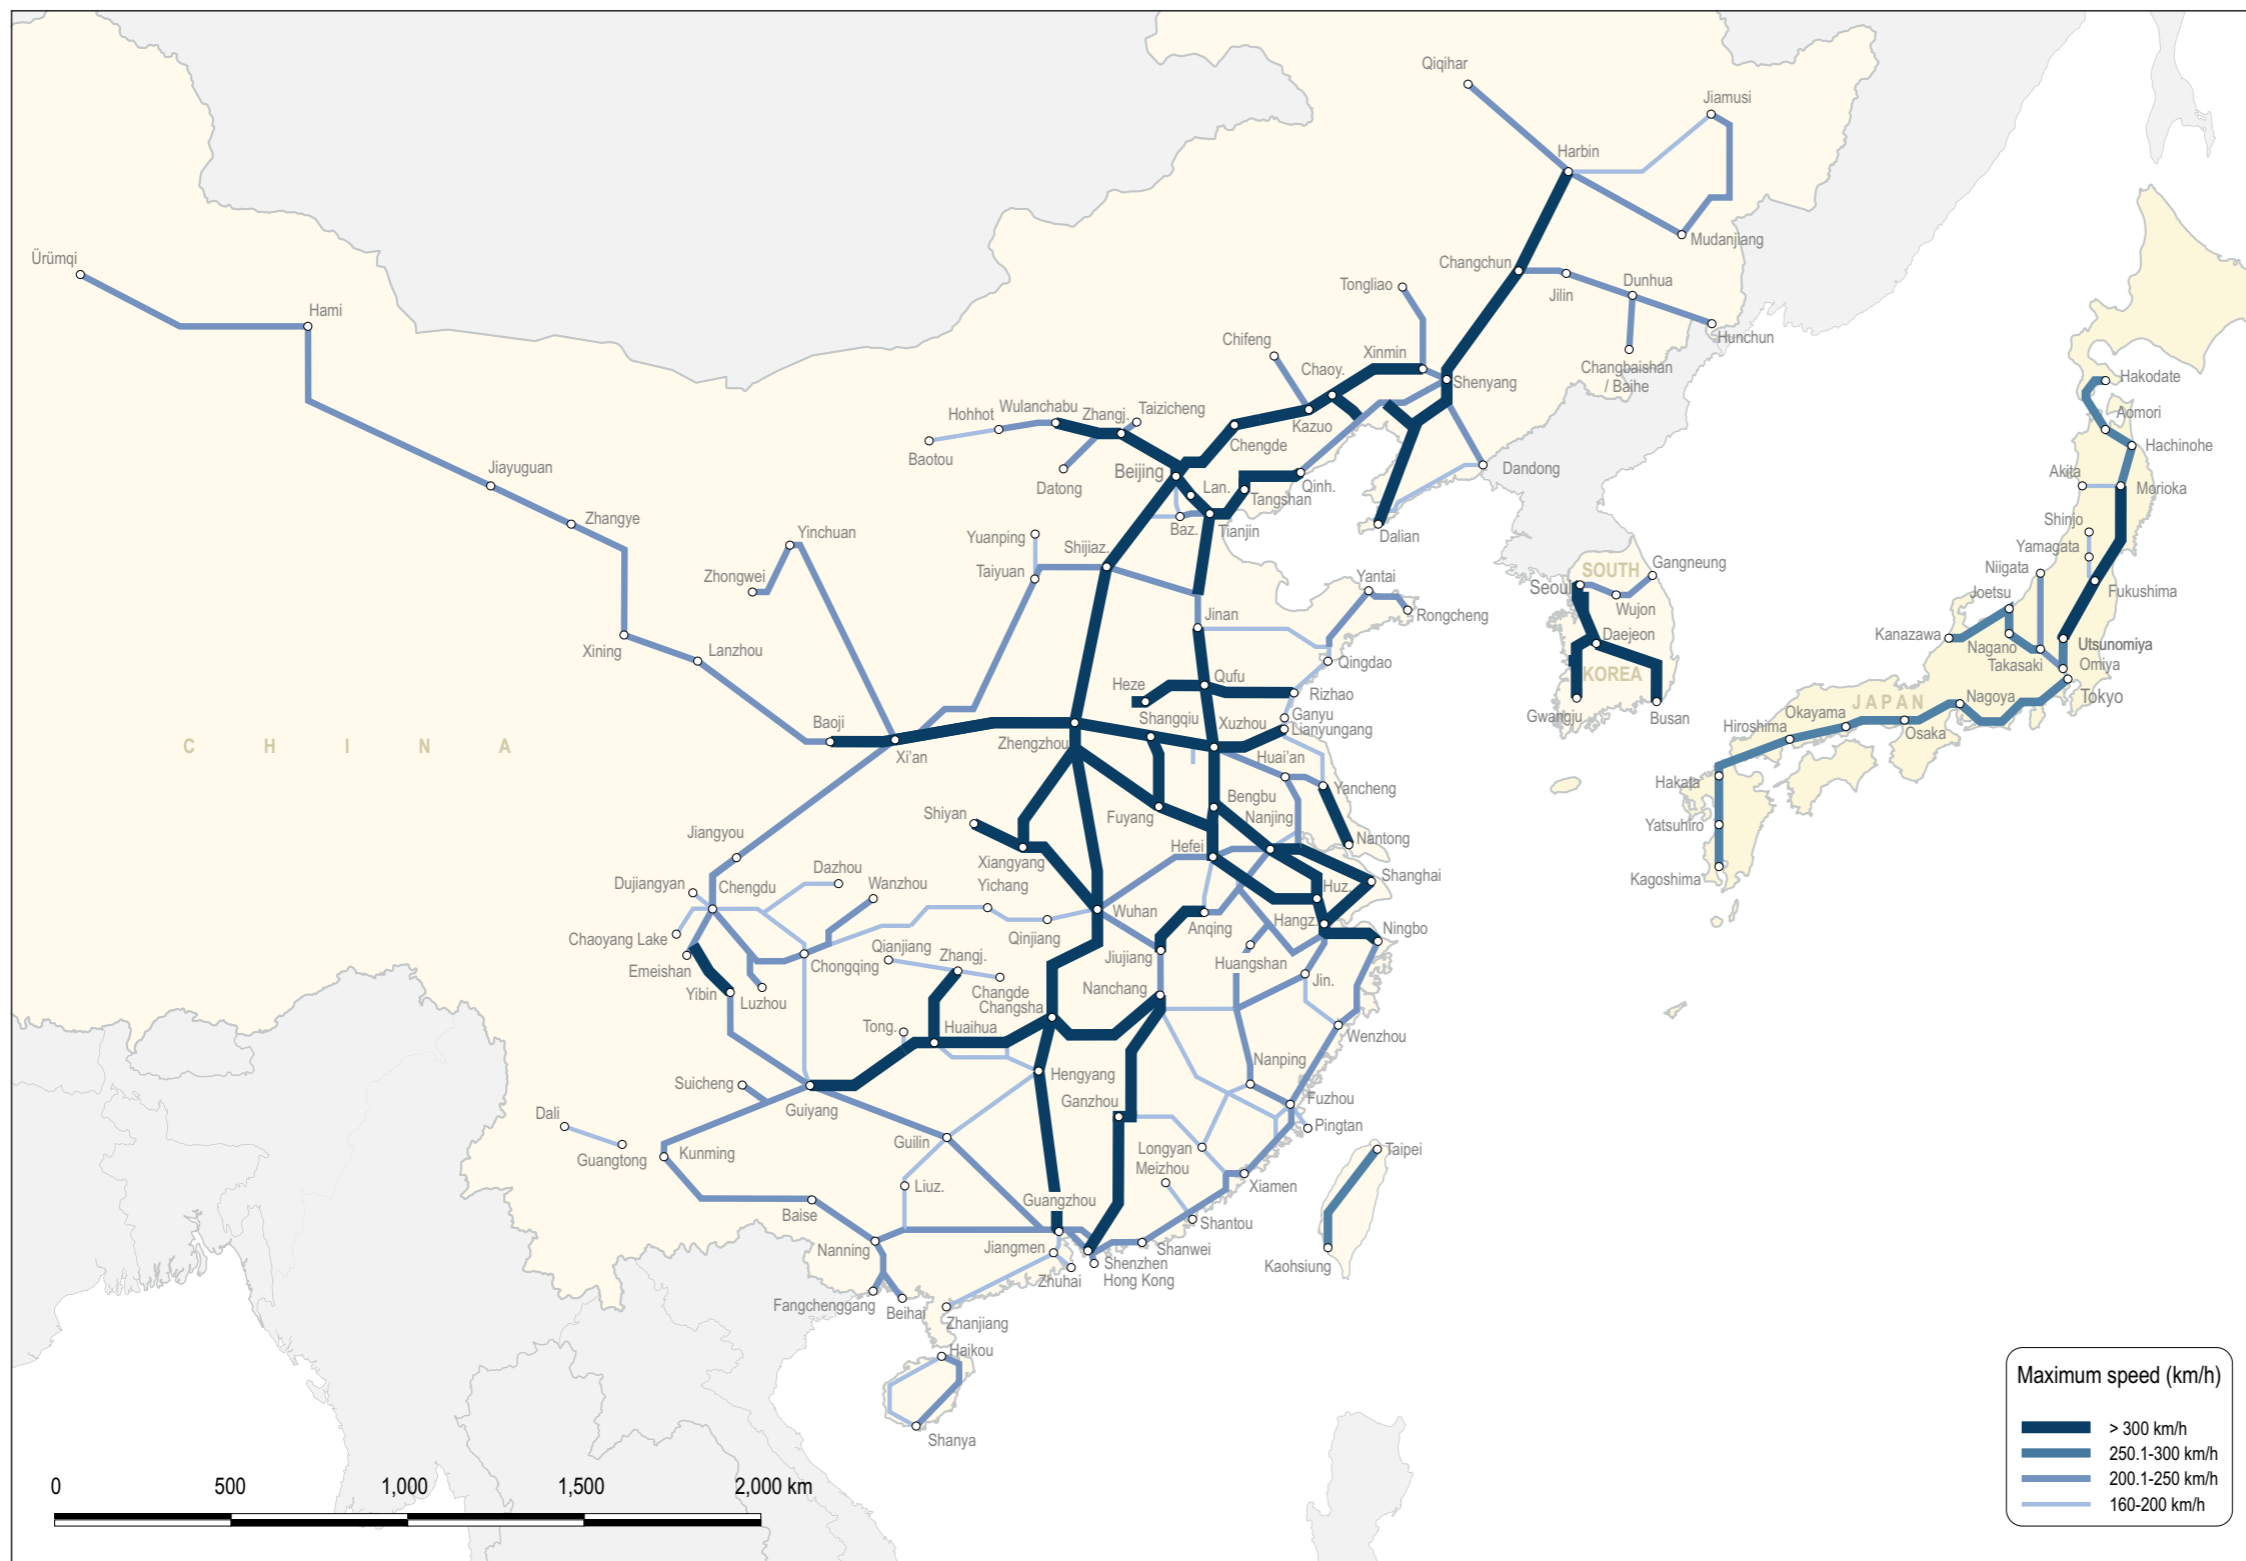 Qiqihar
Jiamusi
Harbin
Ürümqi
Hami
Mudanjiang
Changchun
Tongliao
Jilin
Dunhua
Hunchun
Chifeng
Xinmin
Chaoy.
Changbaishan
/ Baihe
Shenyang
Hakodate
Hohhot
Wulanchabu
Zhangj.
Taizicheng
Kazuo
Aomori
Baotou
Chengde
Hachinohe
Jiayuguan
Datong
Beijing
Lan.
Tangshan
Qinh.
Dandong
Akita
Morioka
Zhangye
Yinchuan
Baz.
Tianjin
Dalian
Shinjo
Yuanping
Shijiaz.
Yamagata
Zhongwei
Taiyuan
Yantai
SOUTH
Gangneung
Niigata
Seoul
Fukushima
Jinan
Rongcheng
Wujon
Joetsu
Xining
Lanzhou
Daejeon
Kanazawa
Nagano
Utsunomiya
Qingdao
Takasaki
Omiya
Heze
Qufu
KOREA
Rizhao
Nagoya
Tokyo
Baoji
Shangqiu
Xuzhou
Ganyu
Lianyungang
Gwangju
Busan
JAPAN
Okayama
Hiroshima
Osaka
CHINA
Xi'an
Zhengzhou
Huai'an
Hakata
Yancheng
Shiyan
Fuyang
Bengbu
Nanjing
Yatsuhiro
Jiangyou
Xiangyang
Hefei
Nantong
Dazhou
Kagoshima
Dujiangyan
Chengdu
Wanzhou
Yichang
Huz.
Shanghai
Wuhan
Anqing
Hangz.
Ningbo
Chaoyang Lake
Qinjiang
Emeishan
Chongqing
Qianjiang
Zhangj.
Jiujiang
Huangshan
Yibin
Luzhou
Changde
Changsha
Nanchang
Jin.
Tong.
Huaihua
Wenzhou
Nanping
Suicheng
Hengyang
Guiyang
Ganzhou
Fuzhou
Dali
Pingtan
Guangtong
Kunming
Guilin
Longyan
Meizhou
Taipei
Liuz.
Xiamen
Guangzhou
Baise
Shantou
Nanning
Jiangmen
Shanwei
Shenzhen
Hong Kong
Zhuhai
Kaohsiung
Fangchenggang
Beihai
Zhanjiang
Haikou
Shanya
Maximum speed (km/h)
> 300 km/h
250.1-300 km/h
200.1-250 km/h
160-200 km/h
0 500 1,000 1,500 2,000 km